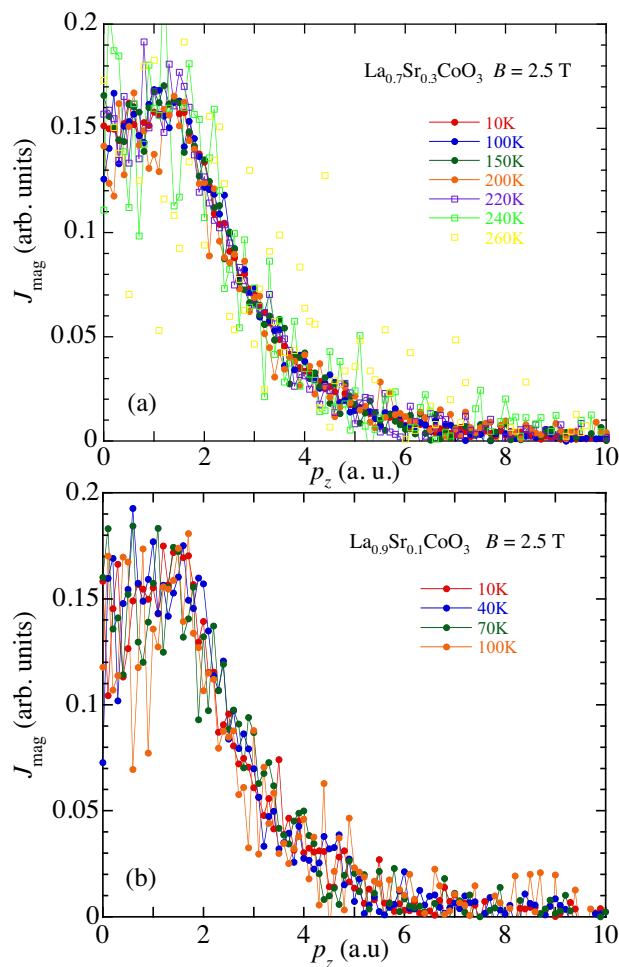 0.2
La0.7Sr0.3CoO3 B = 2.5 T
10K
100K
150K
200K
220K
240K
260K
0.15
0.1
0.05
0
Jmag (arb. units)
(a)
0 2 4 6 8 10
pz (a. u.)
0.2
La0.9Sr0.1CoO3 B = 2.5 T
10K
40K
70K
100K
0.15
0.1
0.05
0
Jmag (arb. units)
(b)
0 2 4 6 8 10
pz (a.u)